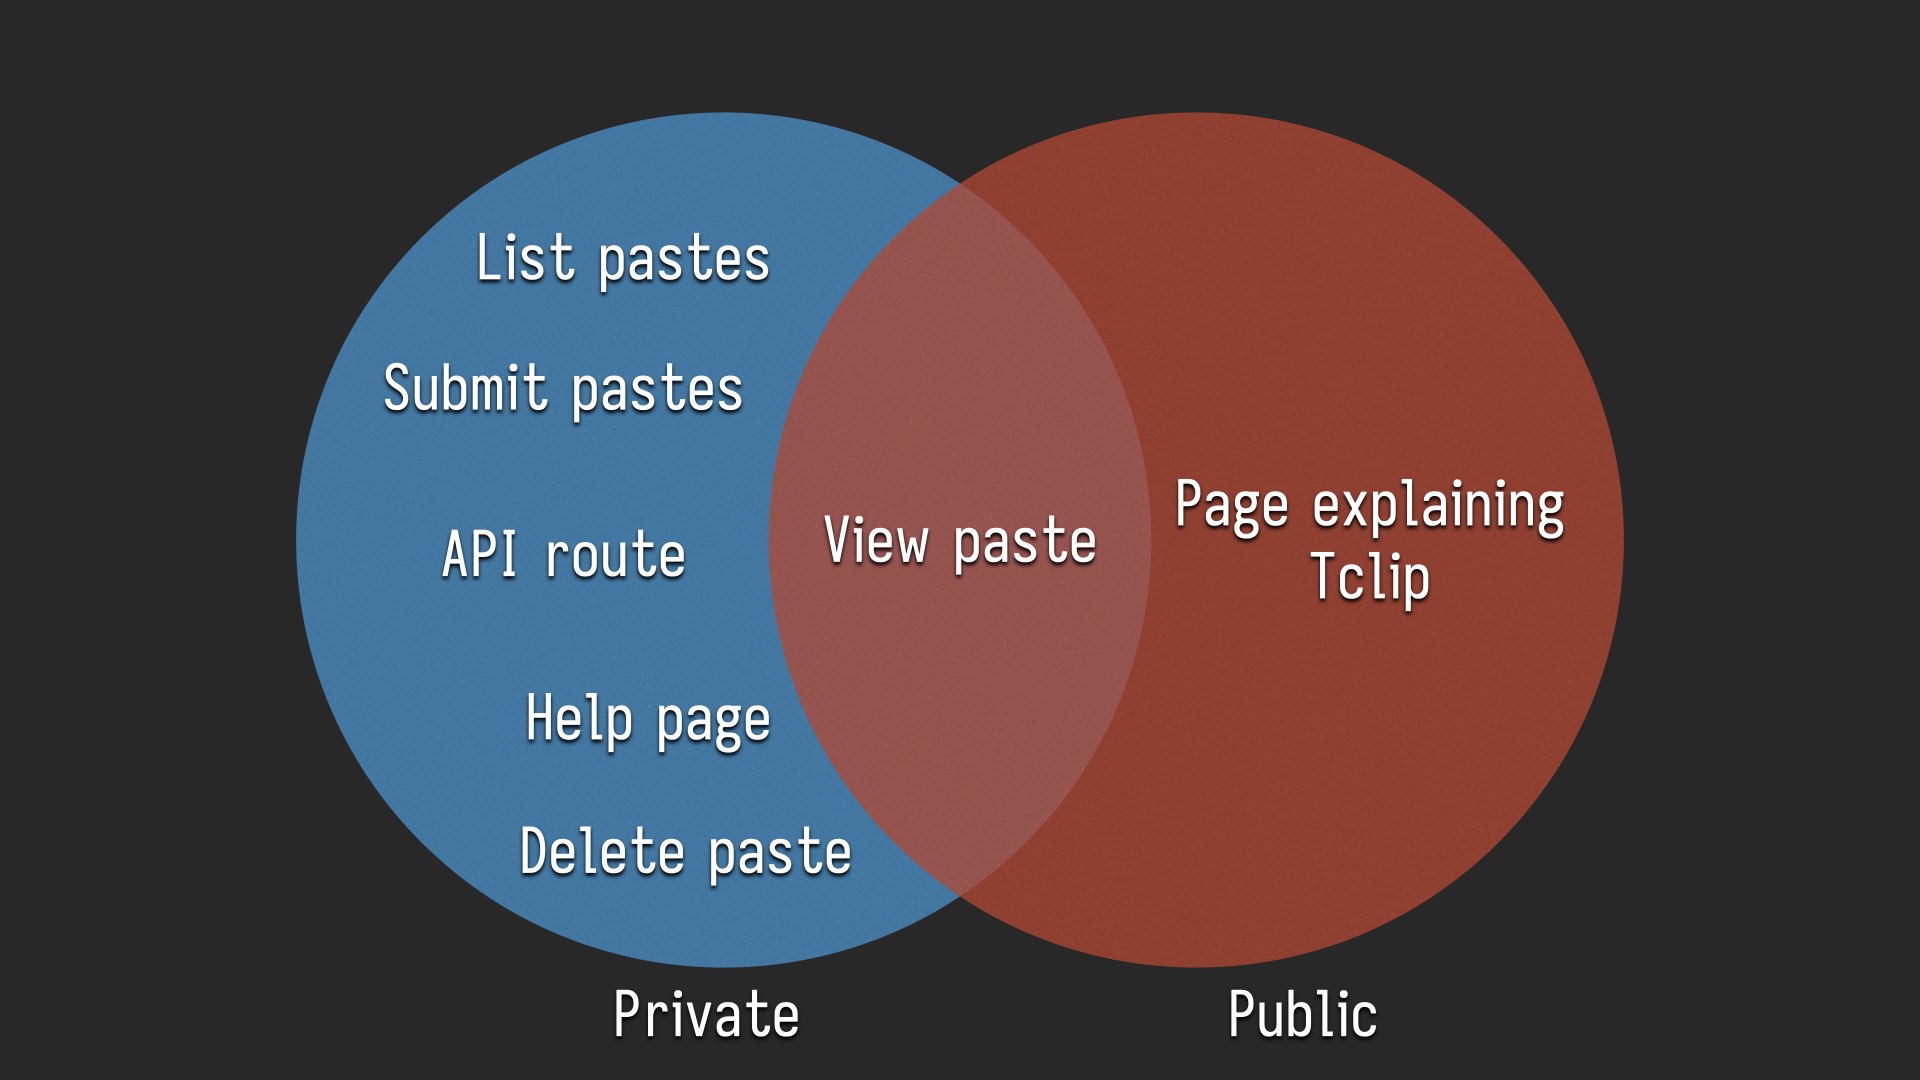 List pastes
Submit pastes
API route
Help page
Delete paste
View paste
Page explaining
Tclip
Private
Public